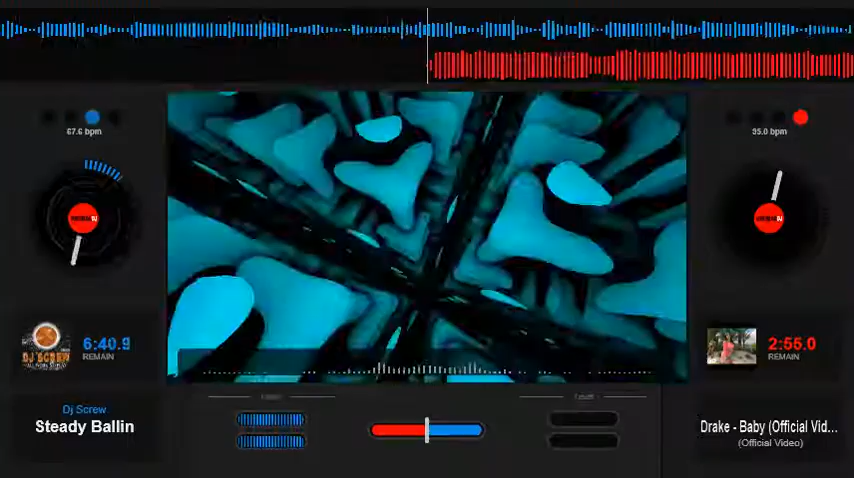 67.6 bpm
95.0 bpm
6:40.9
REMAIN
2:55.0
REMAIN
DJ SCREW
Dj Screw
Steady Ballin
Drake - Baby (Official Vid...
(Official Video)